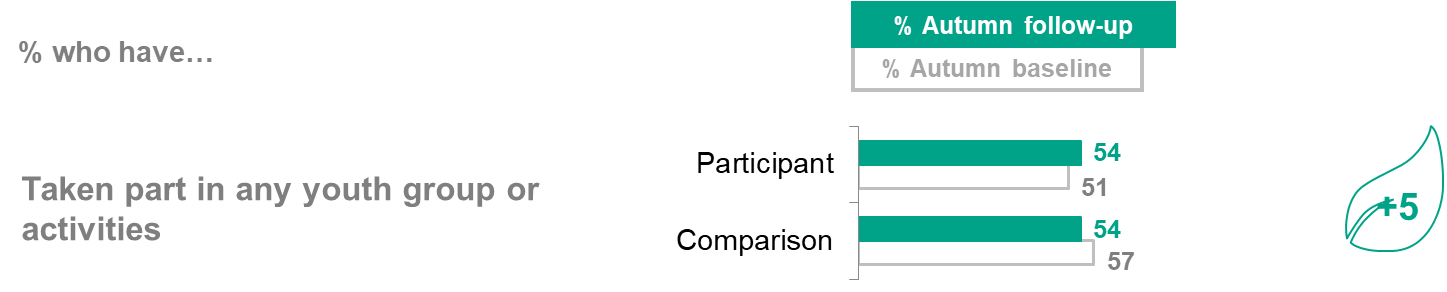 % Autumn follow-up
% who have…
% Autumn baseline
Participant
54
51
Taken part in any youth group or
activities
+5
Comparison
54
57